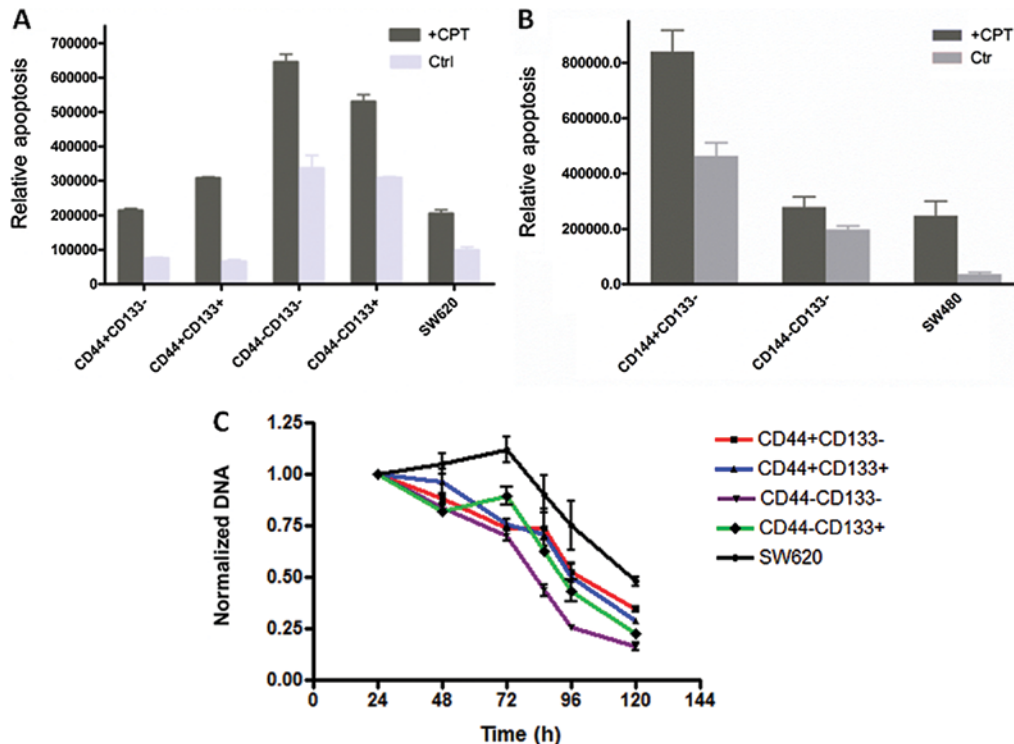 A
+CPT
Ctrl
Relative apoptosis
700000
600000
500000
400000
300000
200000
100000
0
CD44+CD133-
CD44+CD133+
CD44-CD133-
CD44-CD133+
SW620
B
+CPT
Ctr
Relative apoptosis
800000.0
600000.0
400000.0
200000.0
0.0
CD144+CD133-
CD144-CD133-
SW480
C
Normalized DNA
1.25
1.00
0.75
0.50
0.25
0.00
0 24 48 72 96 120 144
Time (h)
CD44+CD133-
CD44+CD133+
CD44-CD133-
CD44-CD133+
SW620